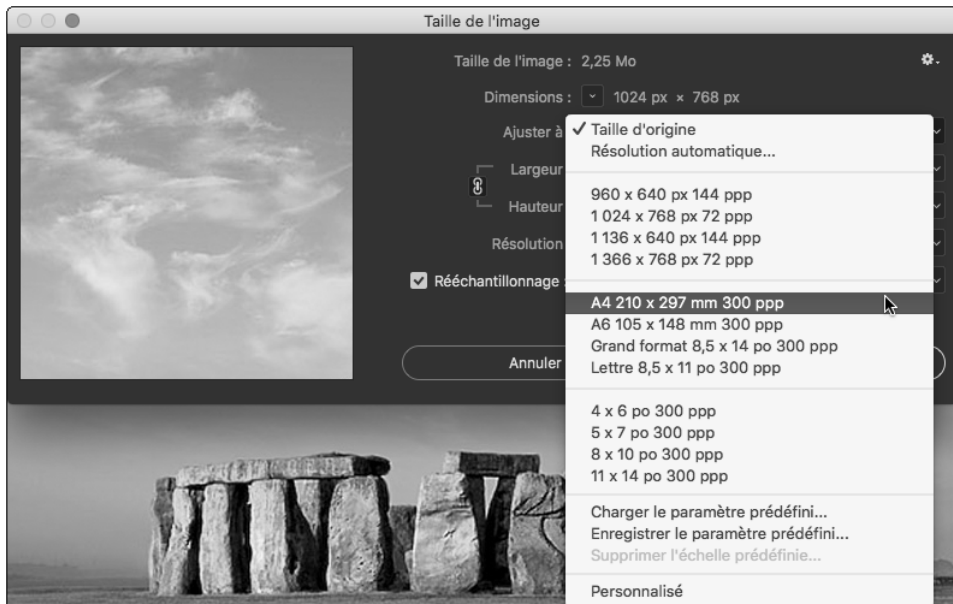 Taille de l'image
Taille de l'image : 2,25 Mo
Dimensions : 1024 px × 768 px
Ajuster à
Largeur
Hauteur
Résolution
Rééchantillonnage :
Annuler
Taille d'origine
Résolution automatique...
960 x 640 px 144 ppp
1 024 x 768 px 72 ppp
1 136 x 640 px 144 ppp
1 366 x 768 px 72 ppp
A4 210 x 297 mm 300 ppp
A6 105 x 148 mm 300 ppp
Grand format 8,5 x 14 po 300 ppp
Lettre 8,5 x 11 po 300 ppp
4 x 6 po 300 ppp
5 x 7 po 300 ppp
8 x 10 po 300 ppp
11 x 14 po 300 ppp
Charger le paramètre prédéfini...
Enregistrer le paramètre prédéfini...
Supprimer l'échelle prédéfinie...
Personnalisé